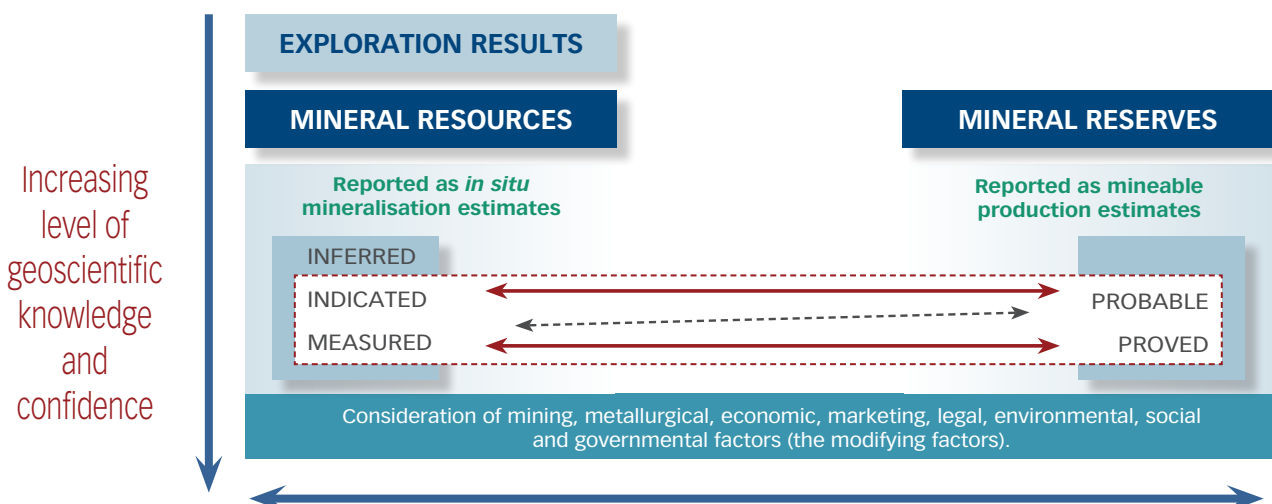 EXPLORATION RESULTS
MINERAL RESOURCES
MINERAL RESERVES
Increasing
level of
geoscientific
knowledge
and
confidence
Reported as in situ
mineralisation estimates
Reported as mineable
production estimates
INFERRED
INDICATED
MEASURED
PROBABLE
PROVED
Consideration of mining, metallurgical, economic, marketing, legal, environmental, social
and governmental factors (the modifying factors).